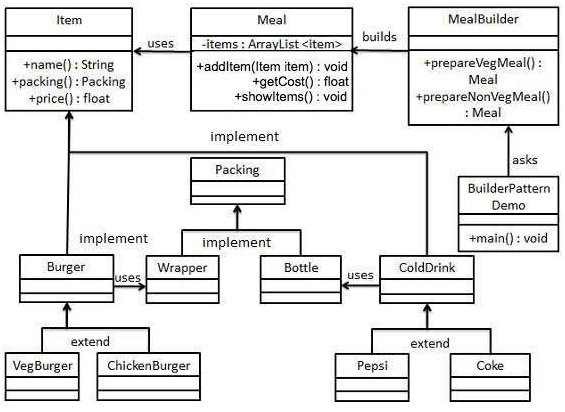 Item
Meal
MealBuilder
uses
builds
-items : ArrayList <item>
+name() : String
+packing() : Packing
+price() : float
+addItem(Item item) : void
+getCost() : float
+showItems() : void
+prepareVegMeal() :
Meal
+prepareNonVegMeal()
: Meal
implement
asks
Packing
BuilderPattern
Demo
+main() : void
implement
implement
Burger
uses
Wrapper
Bottle
uses
ColdDrink
extend
extend
VegBurger
ChickenBurger
Pepsi
Coke